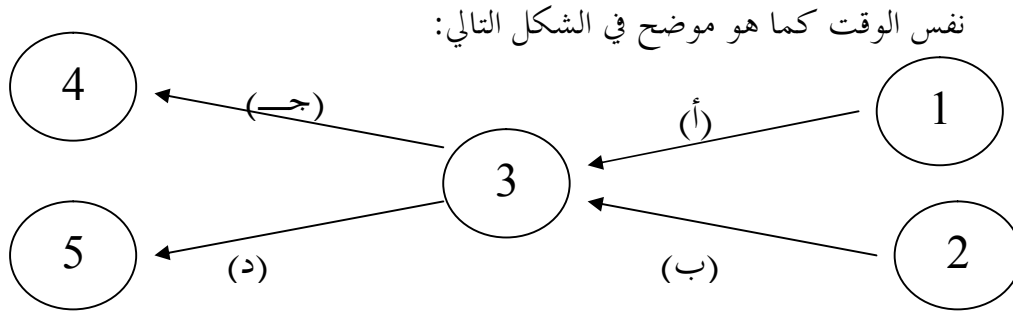 نفس الوقت كما هو موضح في الشكل التالي:
1
4
(أ)
(جـ)
3
2
5
(ب)
(د)